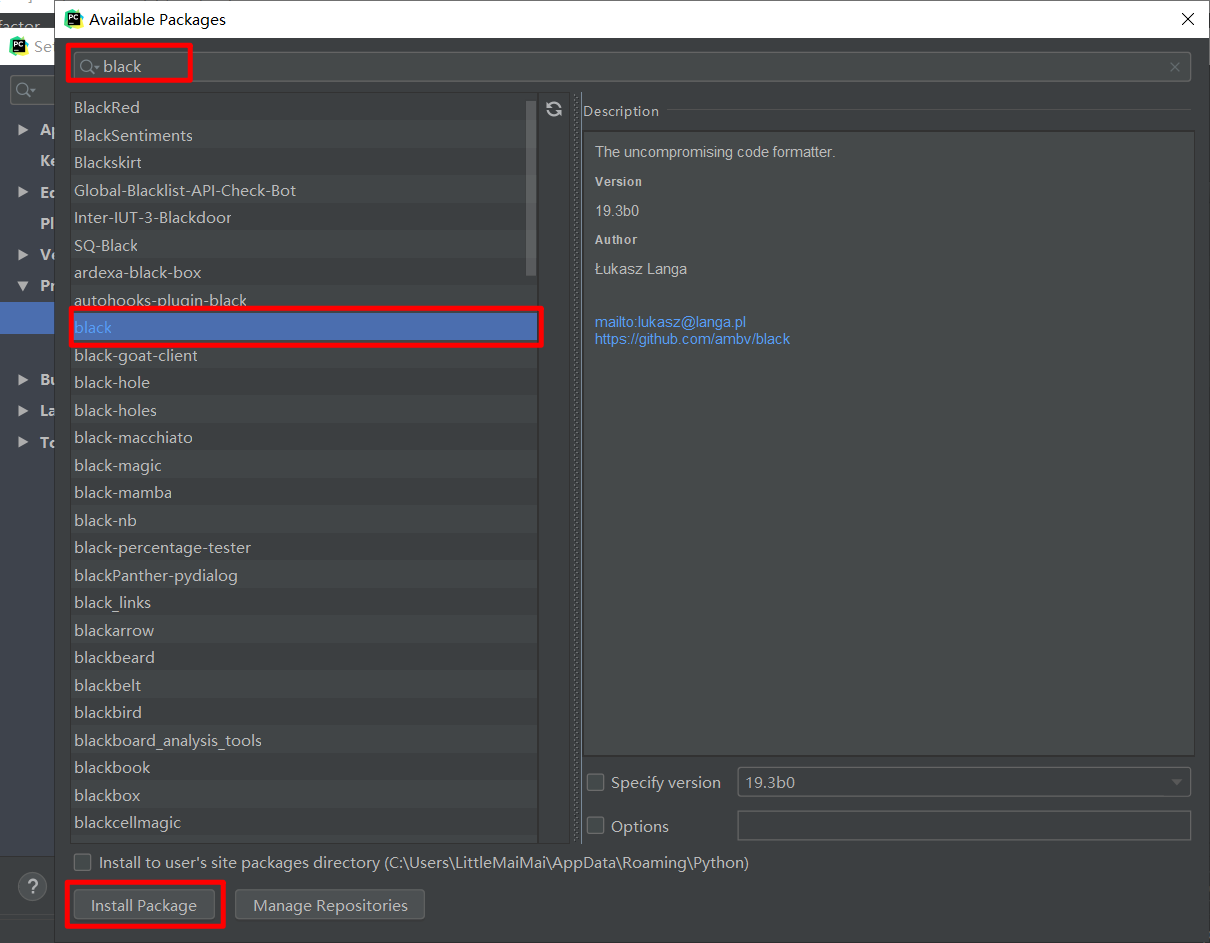 factor
PC Available Packages
PC Se
black
BlackRed
BlackSentiments
Blackskirt
Global-Blacklist-API-Check-Bot
Inter-IUT-3-Blackdoor
SQ-Black
ardexa-black-box
autohooks-plugin-black
black
black-goat-client
black-hole
black-holes
black-macchiato
black-magic
black-mamba
black-nb
black-percentage-tester
blackPanther-pydialog
black_links
blackarrow
blackbeard
blackbelt
blackbird
blackboard_analysis_tools
blackbook
blackbox
blackcellmagic
Description
The uncompromising code formatter.
Version
19.3b0
Author
Łukasz Langa
mailto:lukasz@langa.pl
https://github.com/ambv/black
Specify version 19.3b0
Options
Install to user's site packages directory (C:\Users\LittleMaiMai\AppData\Roaming\Python)
Install Package Manage Repositories
Ap
Ke
Ed
Pl
Ve
Pr
Bu
La
To
?